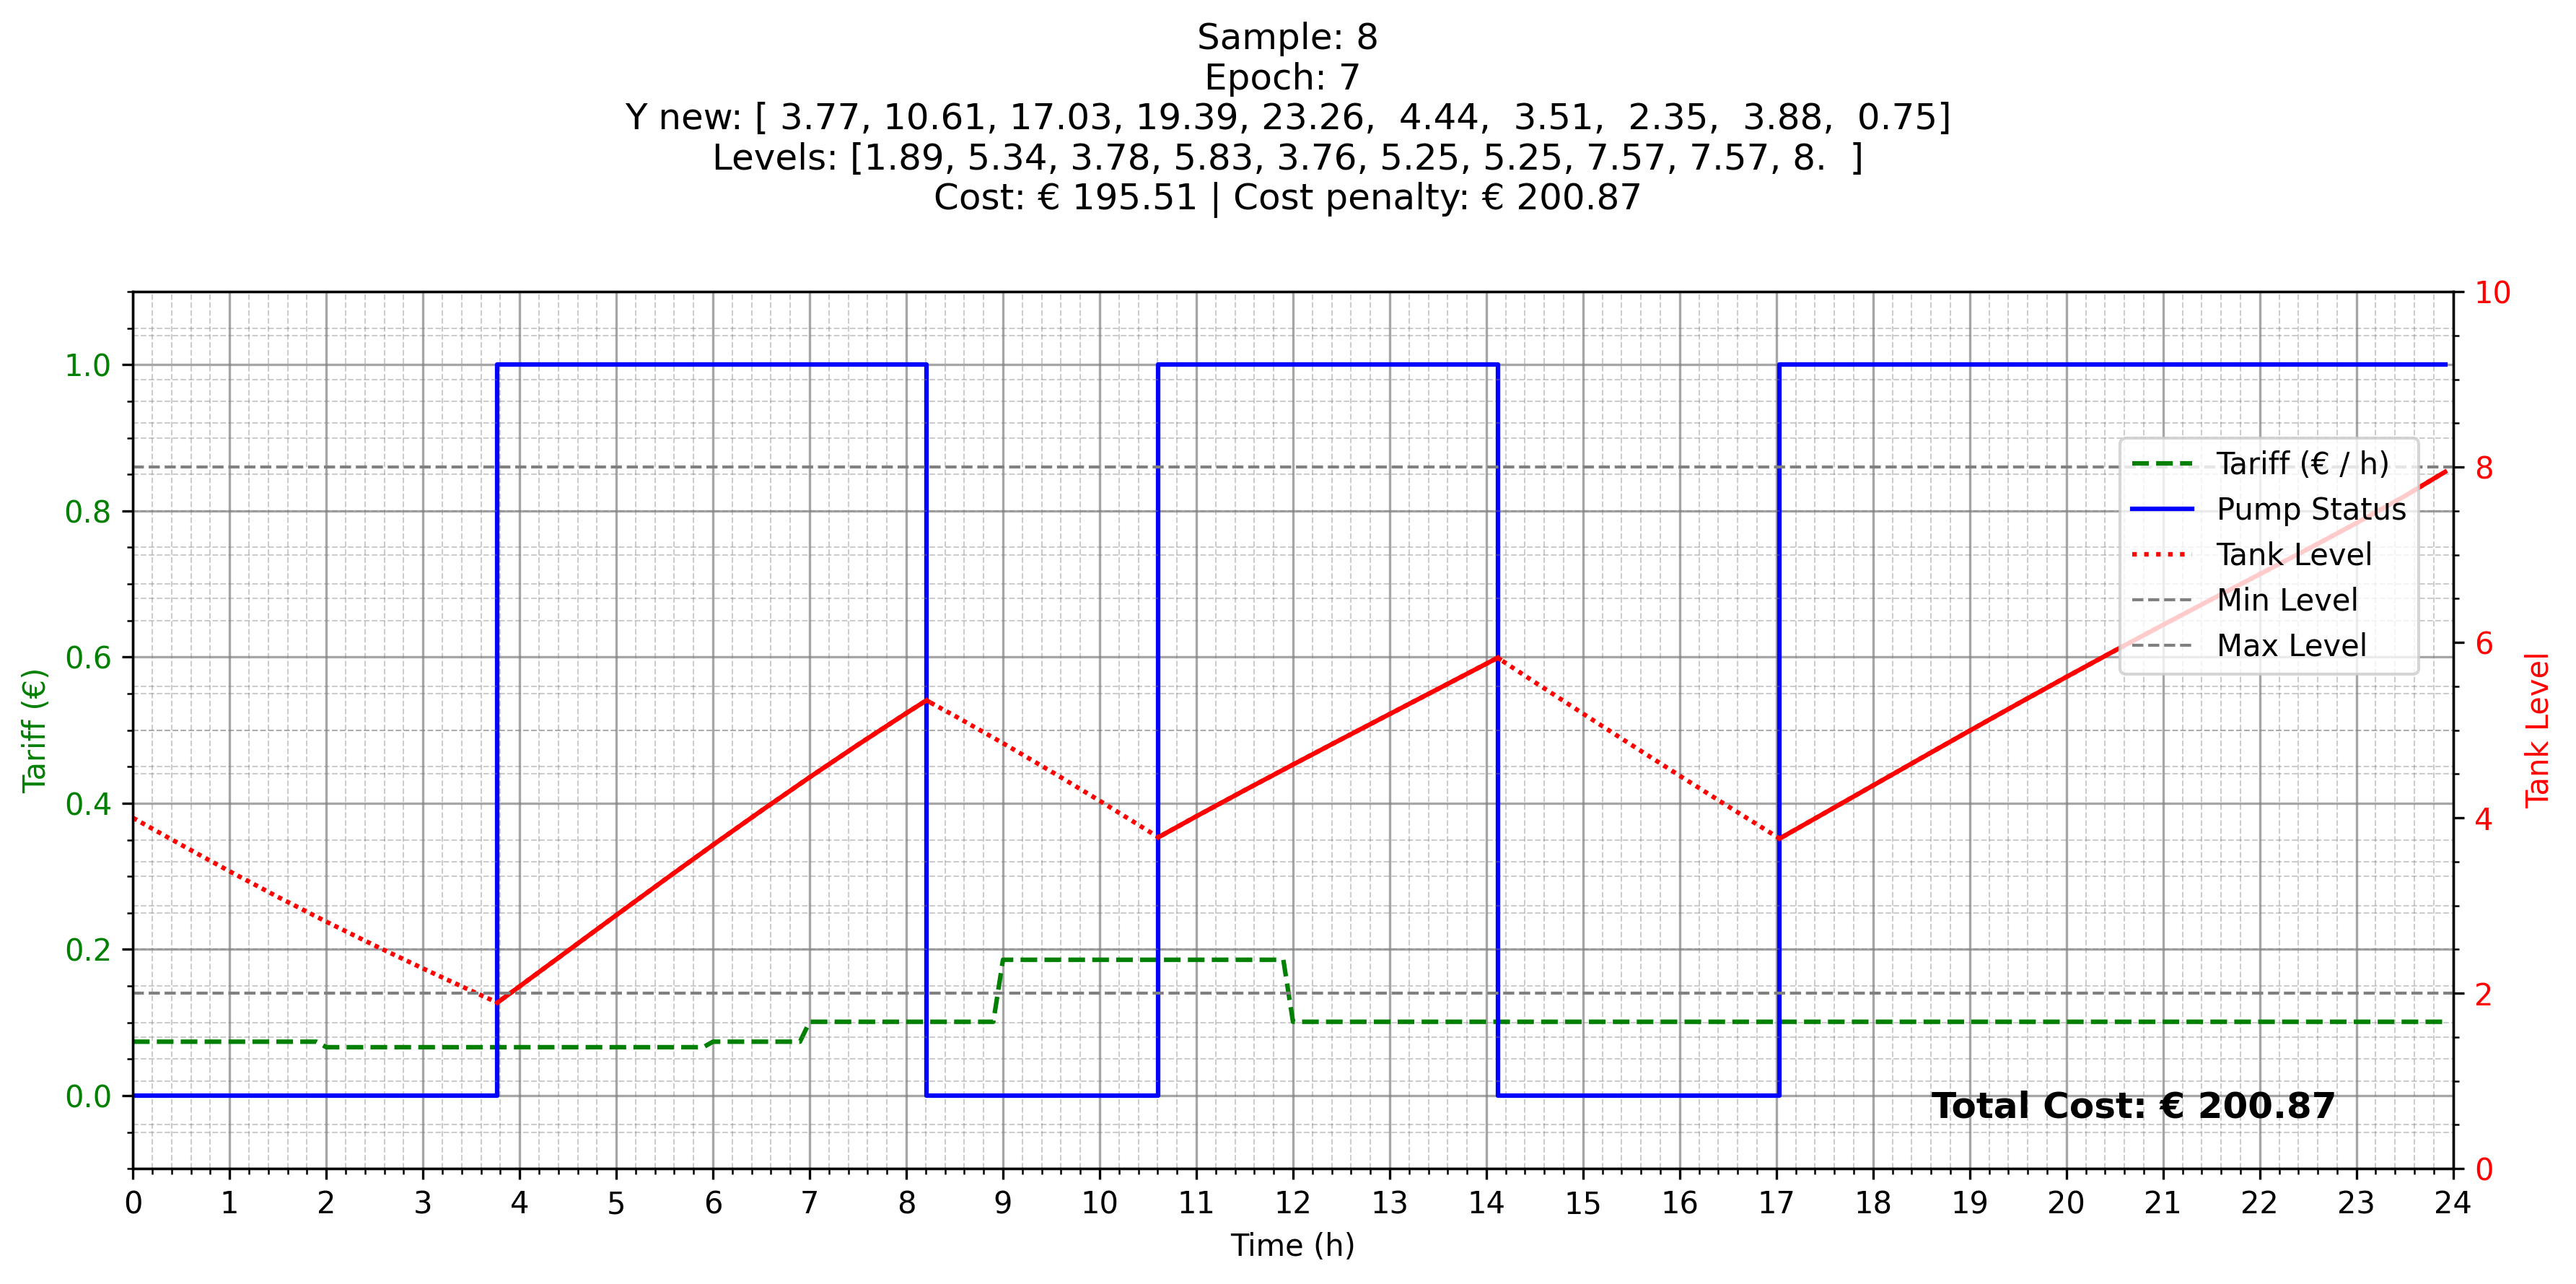 Sample: 8
Epoch: 7
Y new: [ 3.77, 10.61, 17.03, 19.39, 23.26,  4.44,  3.51,  2.35,  3.88,  0.75]
Levels: [1.89, 5.34, 3.78, 5.83, 3.76, 5.25, 5.25, 7.57, 7.57, 8.  ]
Cost: € 195.51 | Cost penalty: € 200.87
Tariff (€)
1.0
0.8
0.6
0.4
0.2
0.0
10
8
6
4
2
0
Tank Level
Tariff (€ / h)
Pump Status
Tank Level
Min Level
Max Level
Total Cost: € 200.87
0 1 2 3 4 5 6 7 8 9 10 11 12 13 14 15 16 17 18 19 20 21 22 23 24
Time (h)